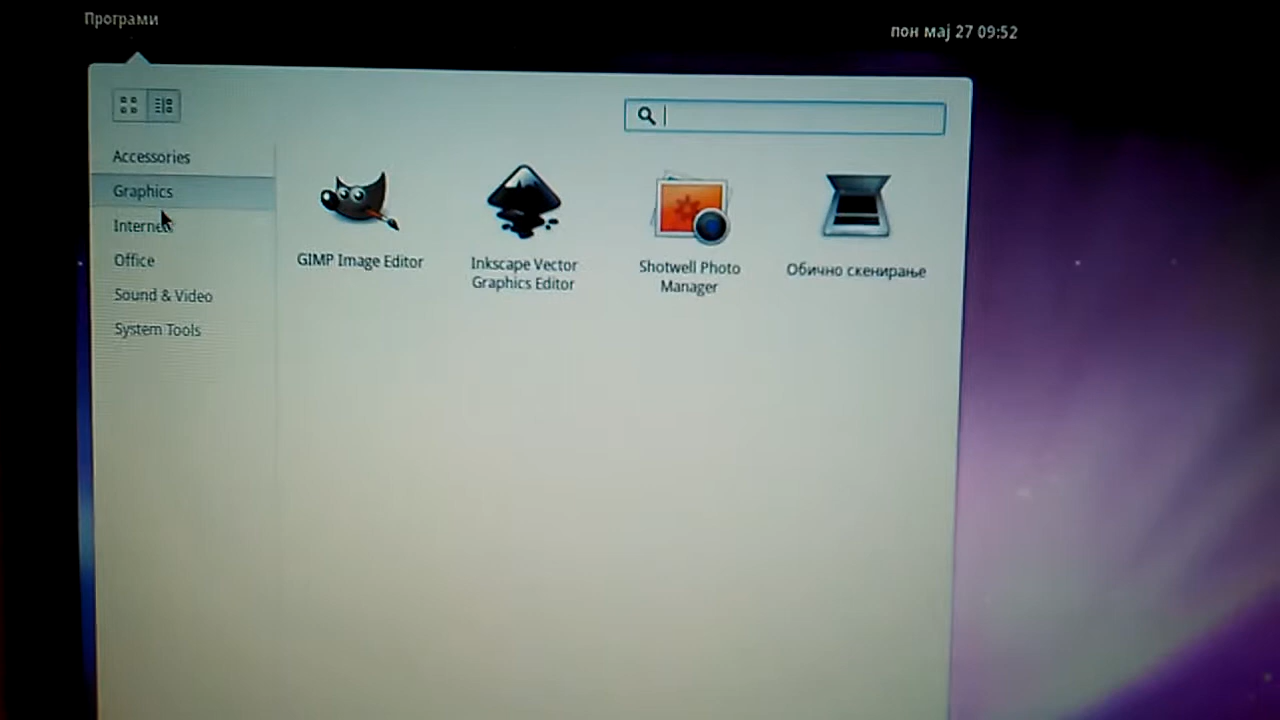 Програми
пон мај 27 09:52
Accessories
Graphics
Internet
Office
Sound & Video
System Tools
GIMP Image Editor
Inkscape Vector
Graphics Editor
Shotwell Photo
Manager
Обично скенирање